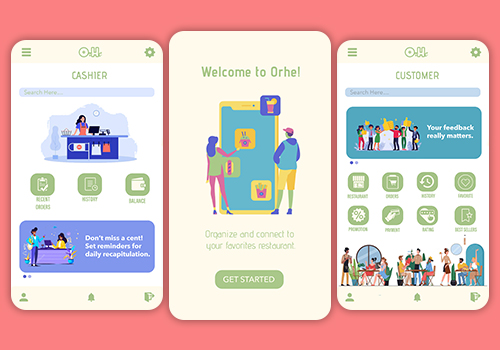 O.H.
CASHIER
Search Here...
RECENT
ORDERS
HISTORY
BALANCE
Don't miss a cent!
Set reminders for
daily recapitulation.
Welcome to Orhe!
Organize and connect to
your favorites restaurant.
GET STARTED
CUSTOMER
Search Here...
Your feedback
really matters.
RESTAURANT
ORDERS
ACCOUNT
FAVORITE
PROMOTION
PAYMENT
RATING
BEST SELLERS